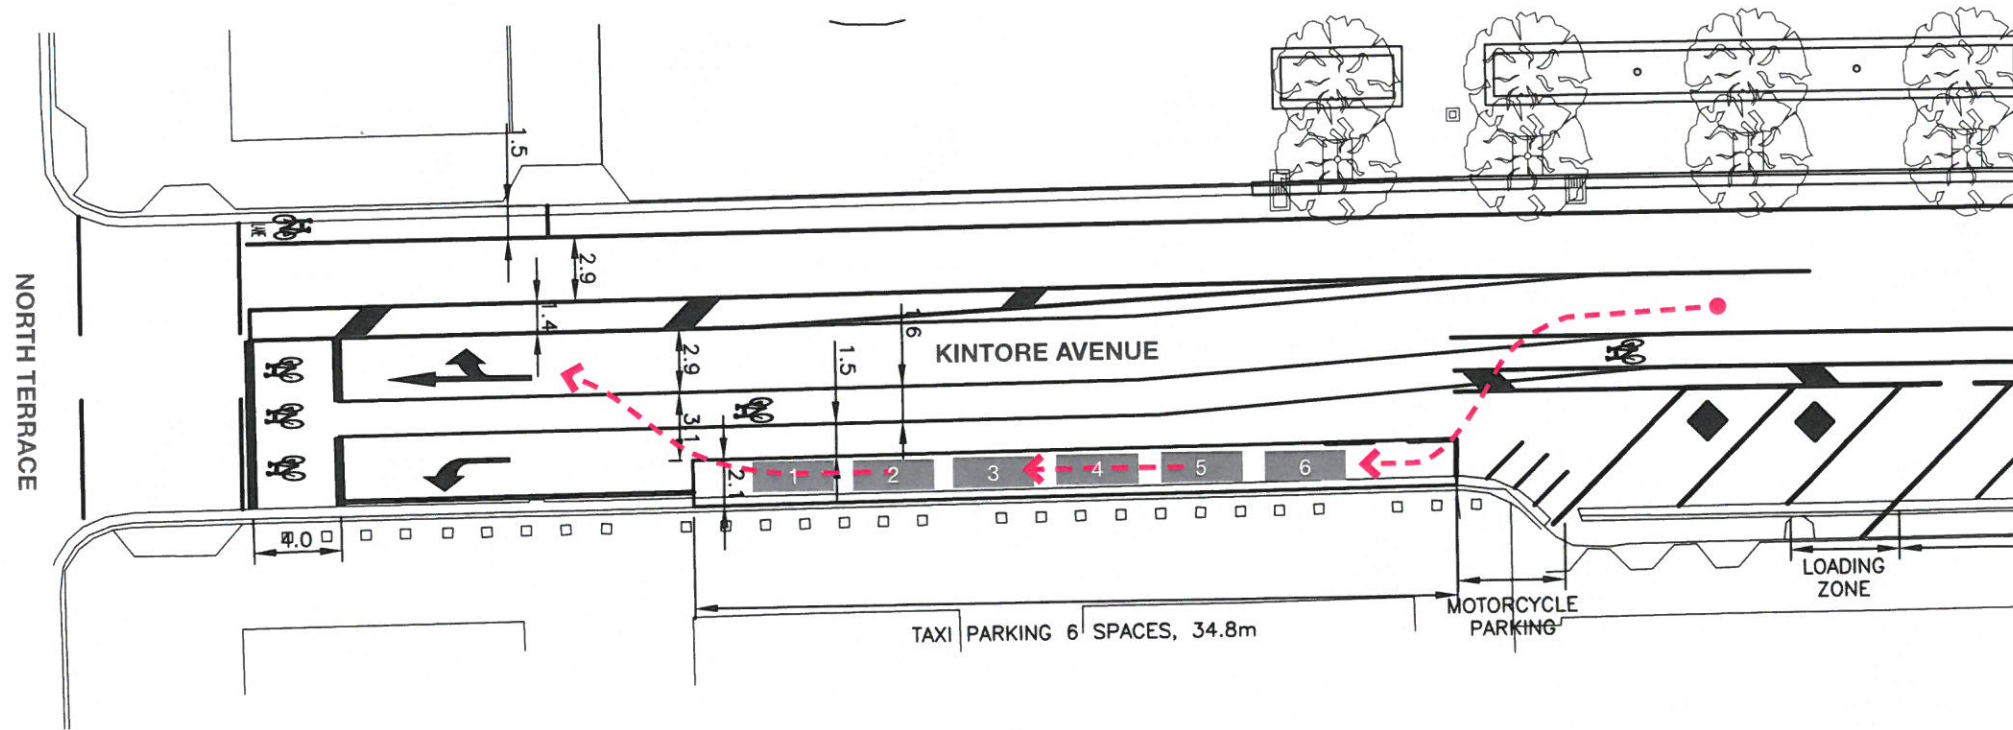 1.5
LANE
2.9
1.4
1.6
2.9
1.5
KINTORE AVENUE
3.1
NORTH TERRACE
1
2
3
4
5
6
2.1
4.0
LOADING
ZONE
MOTORCYCLE
PARKING
TAXI PARKING 6 SPACES, 34.8m